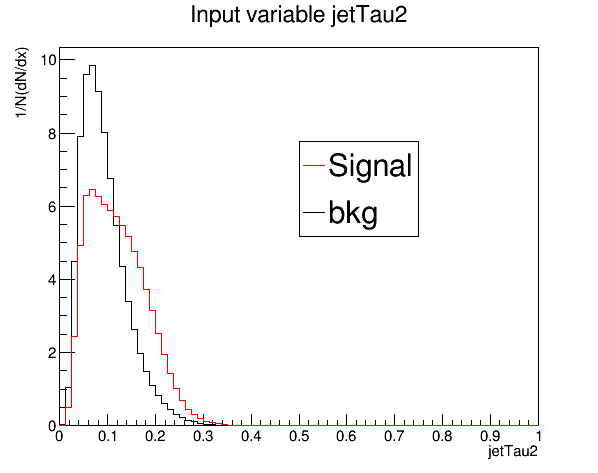 Input variable jetTau2
1/N(dN/dx)
10
8
6
4
2
0
Signal
bkg
0 0.1 0.2 0.3 0.4 0.5 0.6 0.7 0.8 0.9 1
jetTau2